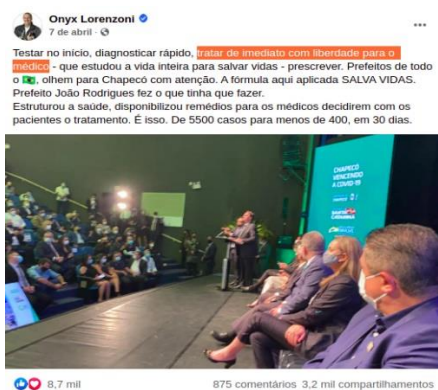 Onyx Lorenzoni
7 de abril ·
Testar no início, diagnosticar rápido, tratar de imediato com liberdade para o
médico - que estudou a vida inteira para salvar vidas - prescrever. Prefeitos de todo
o 🇧🇷, olhem para Chapecó com atenção. A fórmula aqui aplicada SALVA VIDAS.
Prefeito João Rodrigues fez o que tinha que fazer.
Estruturou a saúde, disponibilizou remédios para os médicos decidirem com os
pacientes o tratamento. É isso. De 5500 casos para menos de 400, em 30 dias.
CHAPECÓ
VENCENDO
A COVID-19
8,7 mil
875 comentários 3,2 mil compartilhamentos